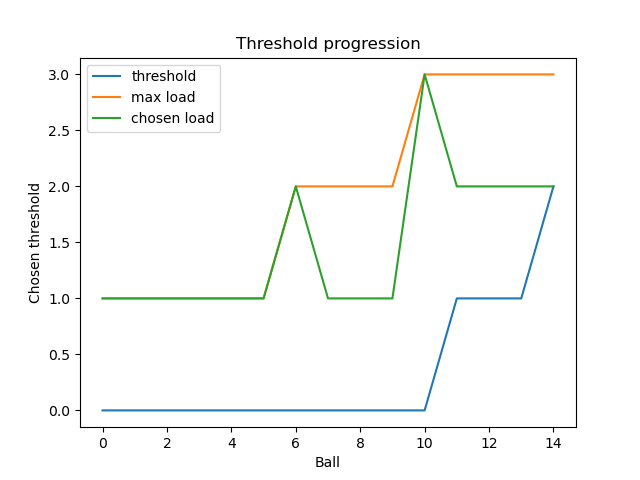 Threshold progression
threshold
max load
chosen load
Chosen threshold
3.0
2.5
2.0
1.5
1.0
0.5
0.0
0 2 4 6 8 10 12 14
Ball